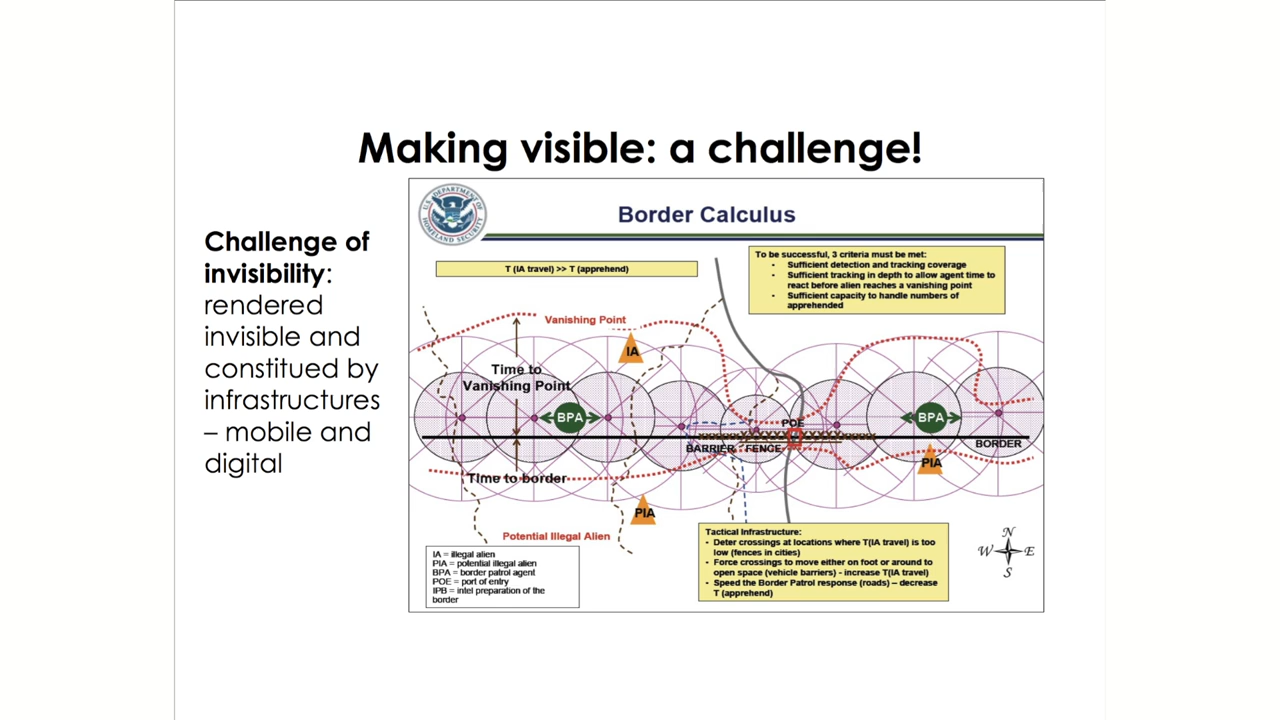 Making visible: a challenge!
Challenge of
invisibility:
rendered
invisible and
constitued by
infrastructures
– mobile and
digital
U.S. DEPARTMENT OF
HOMELAND SECURITY
Border Calculus
T (IA travel) >> T (apprehend)
To be successful, 3 criteria must be met:
• Sufficient detection and tracking coverage
• Sufficient tracking in depth to allow agent time to
react before alien reaches a vanishing point
• Sufficient capacity to handle numbers of
apprehended
Vanishing Point
IA
Time to
Vanishing Point
BPA
BPA
POE
BARRIER
FENCE
BORDER
PIA
Time to border
PIA
Potential Illegal Alien
IA = illegal alien
PIA = potential illegal alien
BPA = border patrol agent
POE = port of entry
IPB = intel preparation of the
border
Tactical Infrastructure:
• Deter crossings at locations where T(IA travel) is too
low (fences in cities)
• Force crossings to move either on foot or around to
open space (vehicle barriers) - increase T(IA travel)
• Speed the Border Patrol response (roads) – decrease
T (apprehend)
N
W E
S